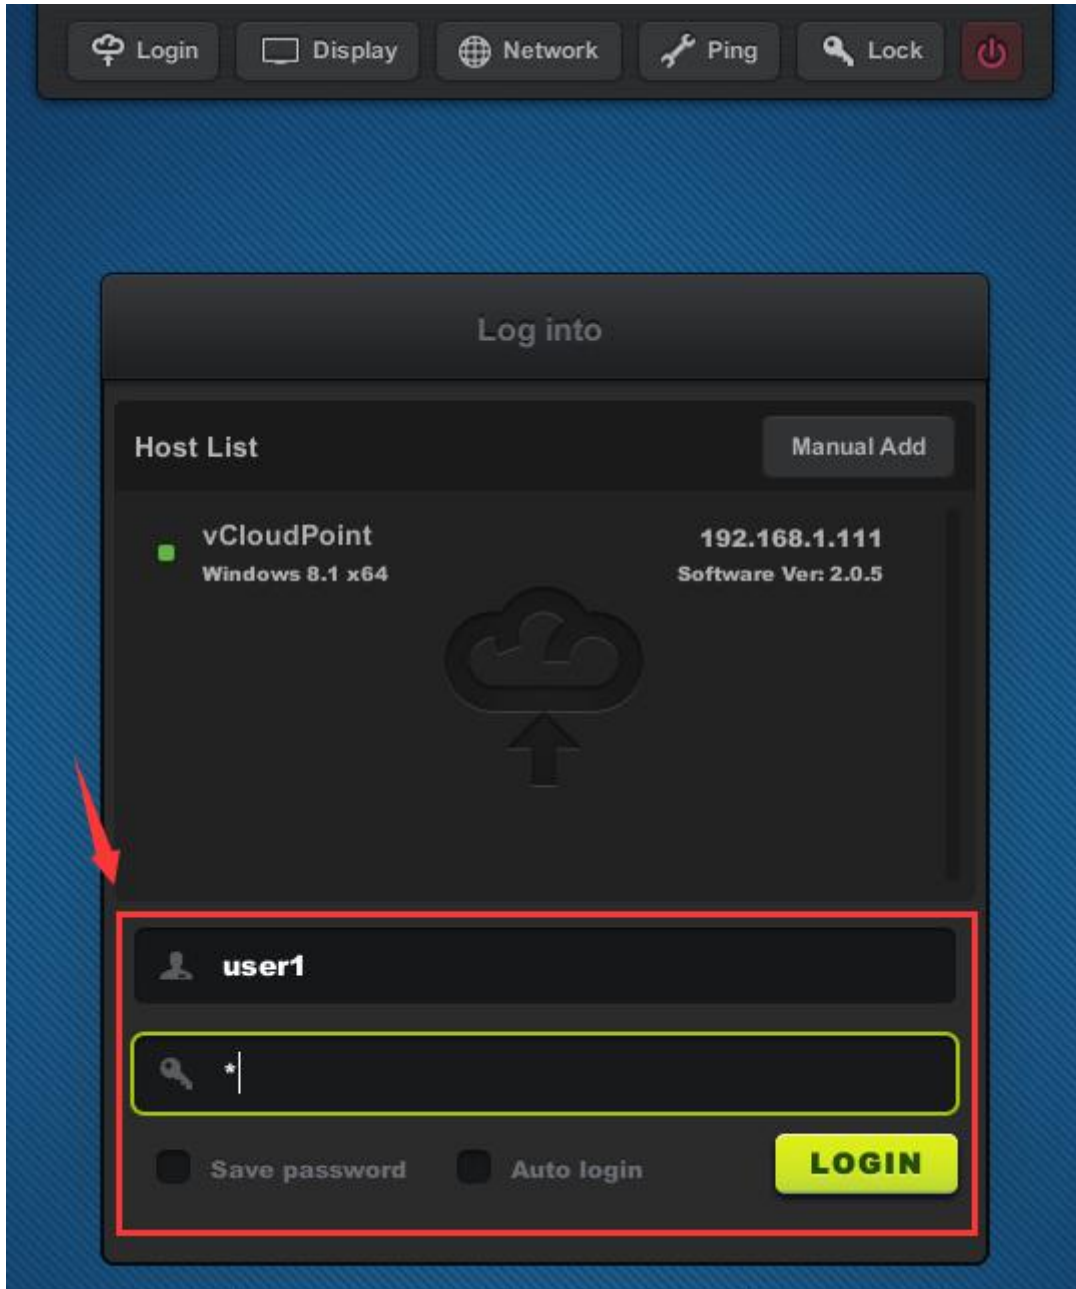 Login Display Network Ping Lock
Log into
Host List Manual Add
vCloudPoint 192.168.1.111
Windows 8.1 x64 Software Ver: 2.0.5
user1
*
Save password Auto login LOGIN